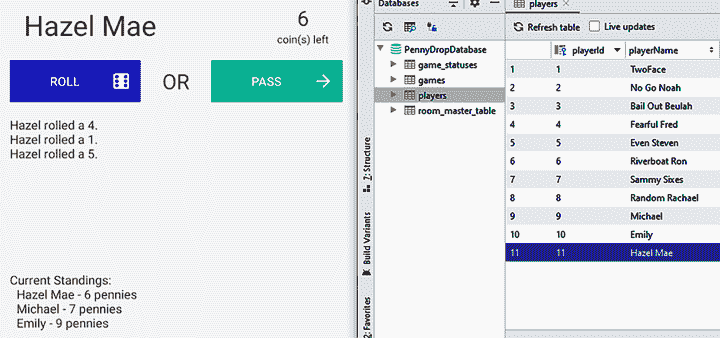 Hazel Mae
6
coin(s) left
ROLL
OR
PASS
Hazel rolled a 4.
Hazel rolled a 1.
Hazel rolled a 5.
Current Standings:
Hazel Mae - 6 pennies
Michael - 7 pennies
Emily - 9 pennies
7: Structure
Build Variants
2: Favorites
Databases
PennyDropDatabase
game_statuses
games
players
room_master_table
players
Refresh table Live updates
playerId playerName
1 1 TwoFace
2 2 No Go Noah
3 3 Bail Out Beulah
4 4 Fearful Fred
5 5 Even Steven
6 6 Riverboat Ron
7 7 Sammy Sixes
8 8 Random Rachael
9 9 Michael
10 10 Emily
11 11 Hazel Mae